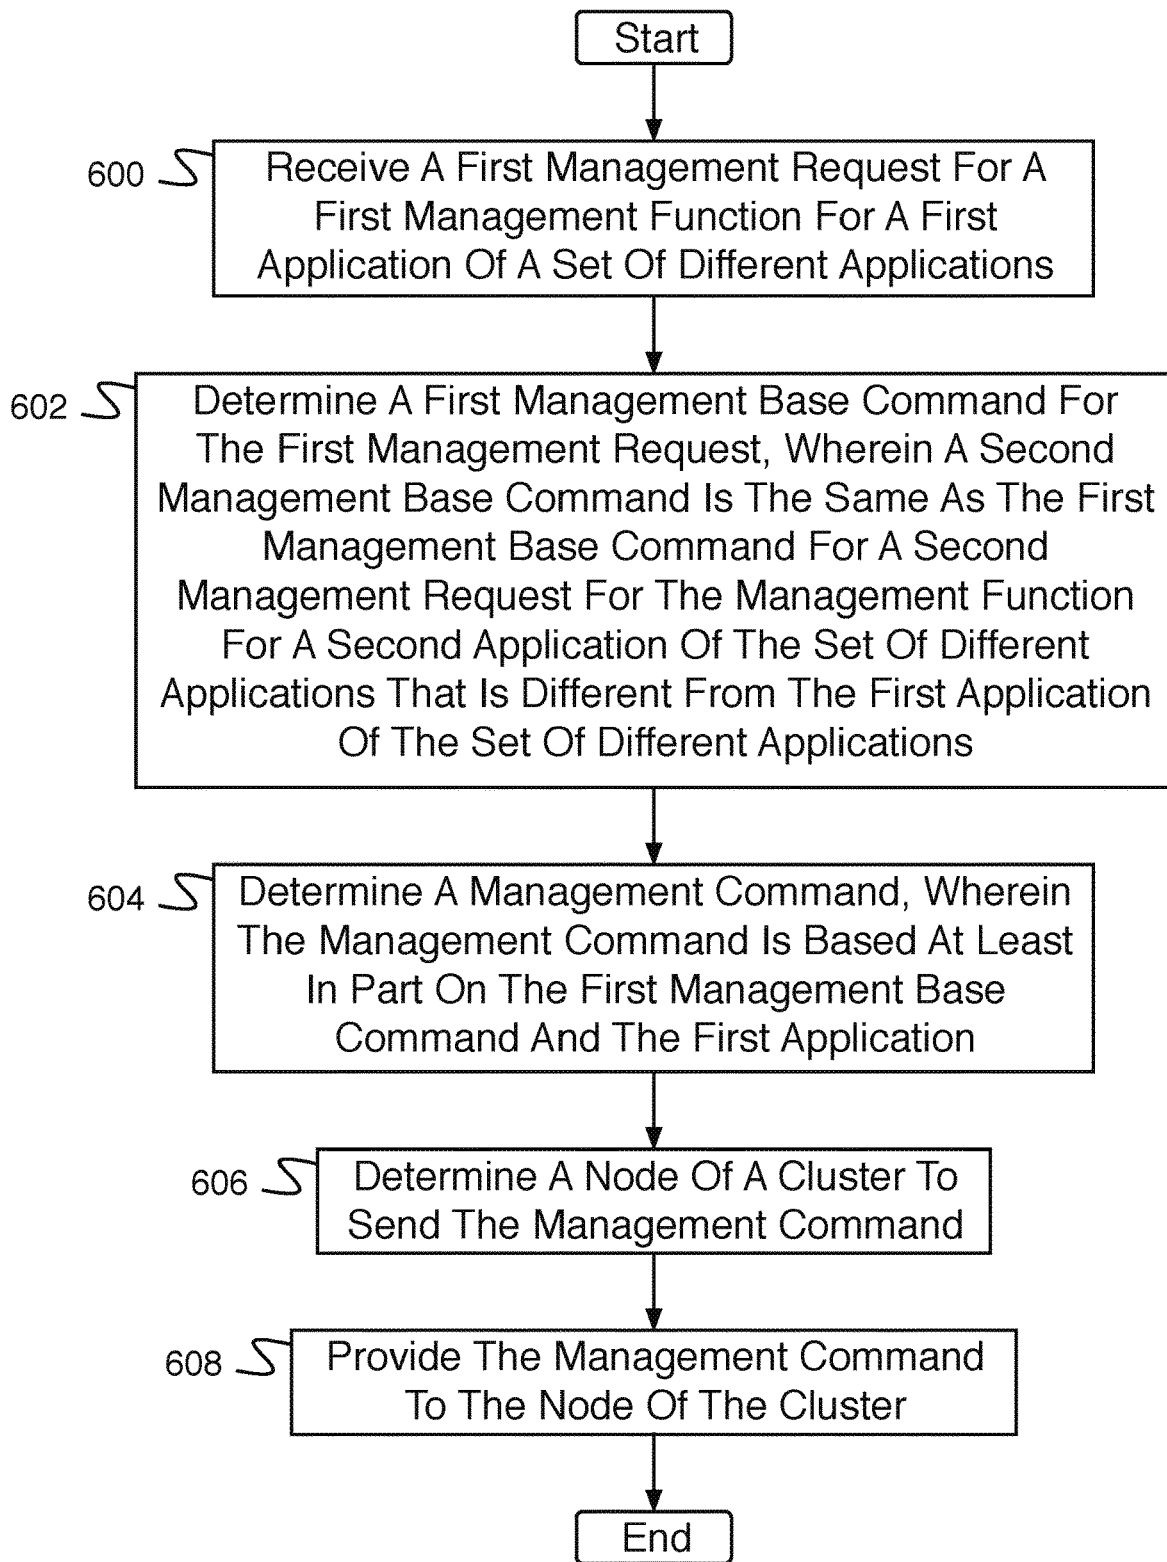 Start
600
Receive A First Management Request For A
First Management Function For A First
Application Of A Set Of Different Applications
602
Determine A First Management Base Command For
The First Management Request, Wherein A Second
Management Base Command Is The Same As The First
Management Base Command For A Second
Management Request For The Management Function
For A Second Application Of The Set Of Different
Applications That Is Different From The First Application
Of The Set Of Different Applications
604
Determine A Management Command, Wherein
The Management Command Is Based At Least
In Part On The First Management Base
Command And The First Application
606
Determine A Node Of A Cluster To
Send The Management Command
608
Provide The Management Command
To The Node Of The Cluster
End